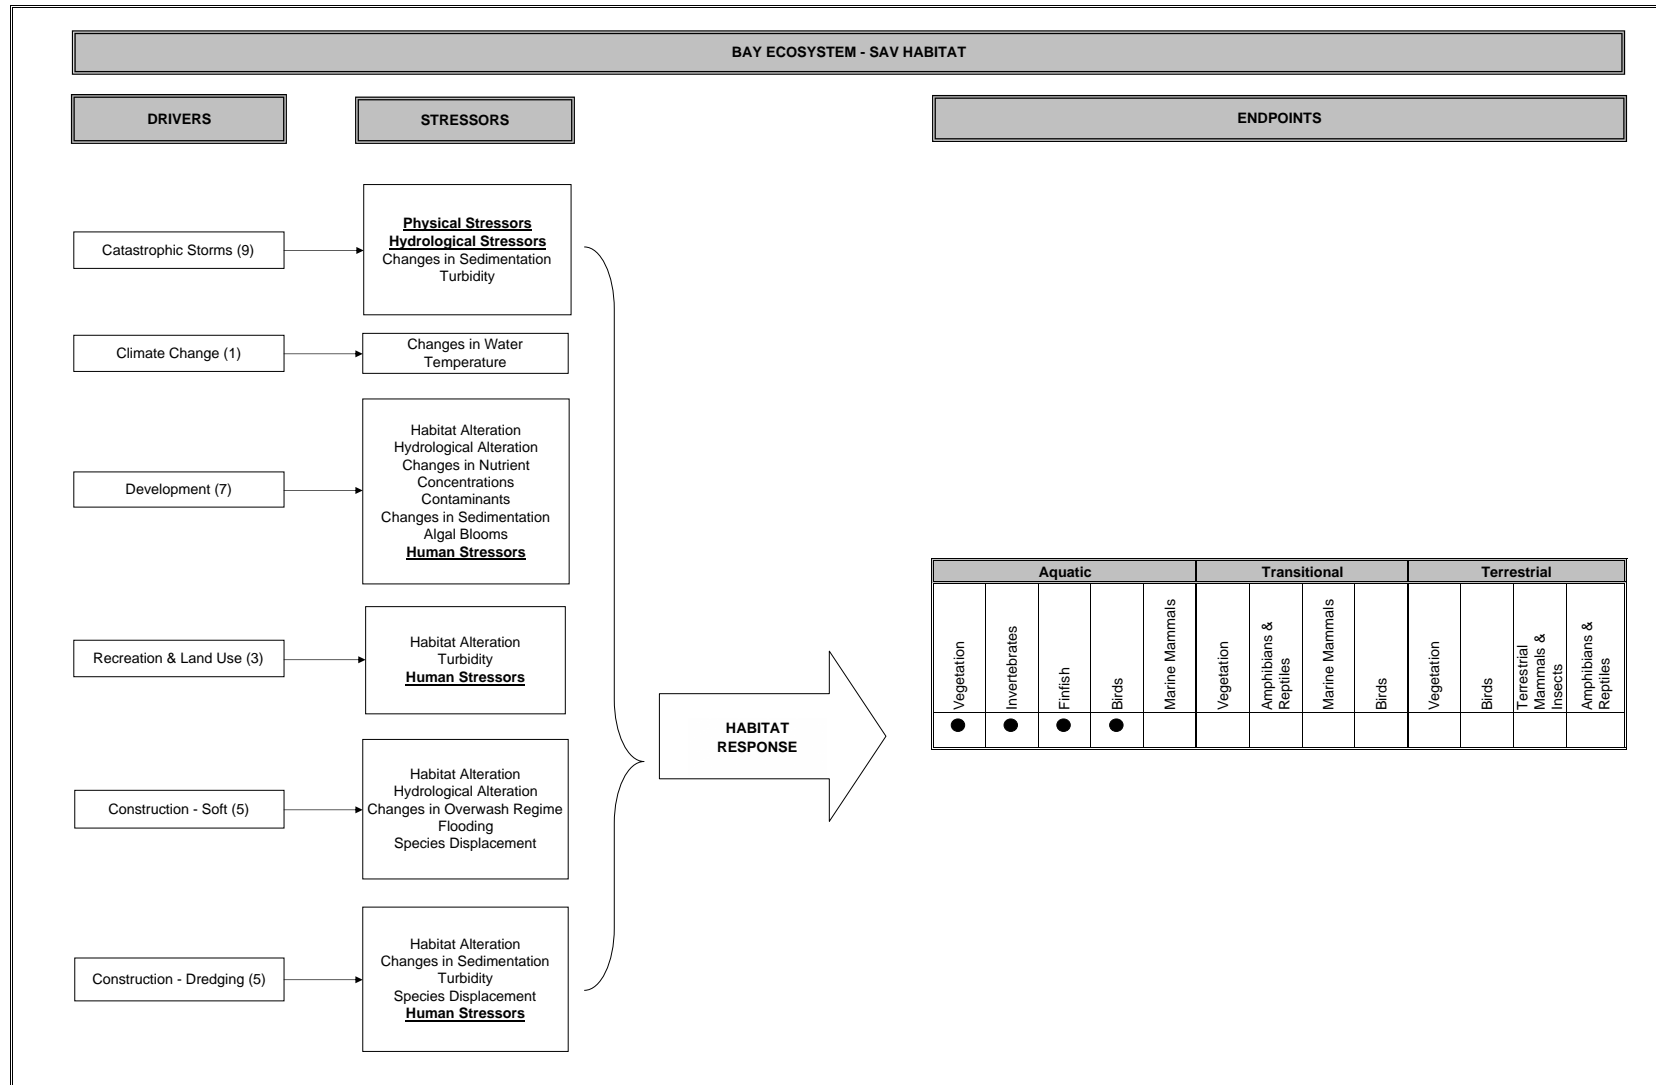 BAY ECOSYSTEM - SAV HABITAT
DRIVERS
STRESSORS
ENDPOINTS
Catastrophic Storms (9)
Physical Stressors
Hydrological Stressors
Changes in Sedimentation
Turbidity
Climate Change (1)
Changes in Water
Temperature
Development (7)
Habitat Alteration
Hydrological Alteration
Changes in Nutrient
Concentrations
Contaminants
Changes in Sedimentation
Algal Blooms
Human Stressors
Recreation & Land Use (3)
Habitat Alteration
Turbidity
Human Stressors
Construction - Soft (5)
Habitat Alteration
Hydrological Alteration
Changes in Overwash Regime
Flooding
Species Displacement
Construction - Dredging (5)
Habitat Alteration
Changes in Sedimentation
Turbidity
Species Displacement
Human Stressors
HABITAT
RESPONSE
Aquatic
Transitional
Terrestrial
Vegetation
Invertebrates
Finfish
Birds
Marine Mammals
Vegetation
Amphibians &
Reptiles
Marine Mammals
Birds
Vegetation
Birds
Terrestrial
Mammals &
Insects
Amphibians &
Reptiles